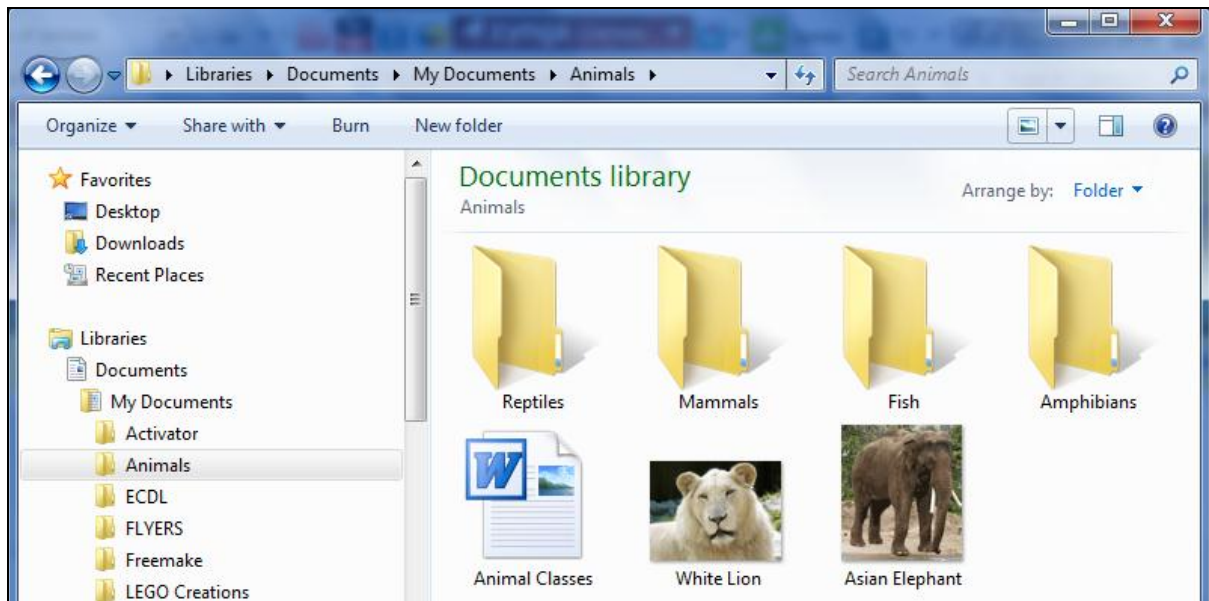 Libraries ▸ Documents ▸ My Documents ▸ Animals ▸
Search Animals
Organize Share with Burn New folder
Favorites
Desktop
Downloads
Recent Places
Libraries
Documents
My Documents
Activator
Animals
ECDL
FLYERS
Freemake
LEGO Creations
Documents library
Animals
Arrange by: Folder
Reptiles Mammals Fish Amphibians
W
Animal Classes White Lion Asian Elephant